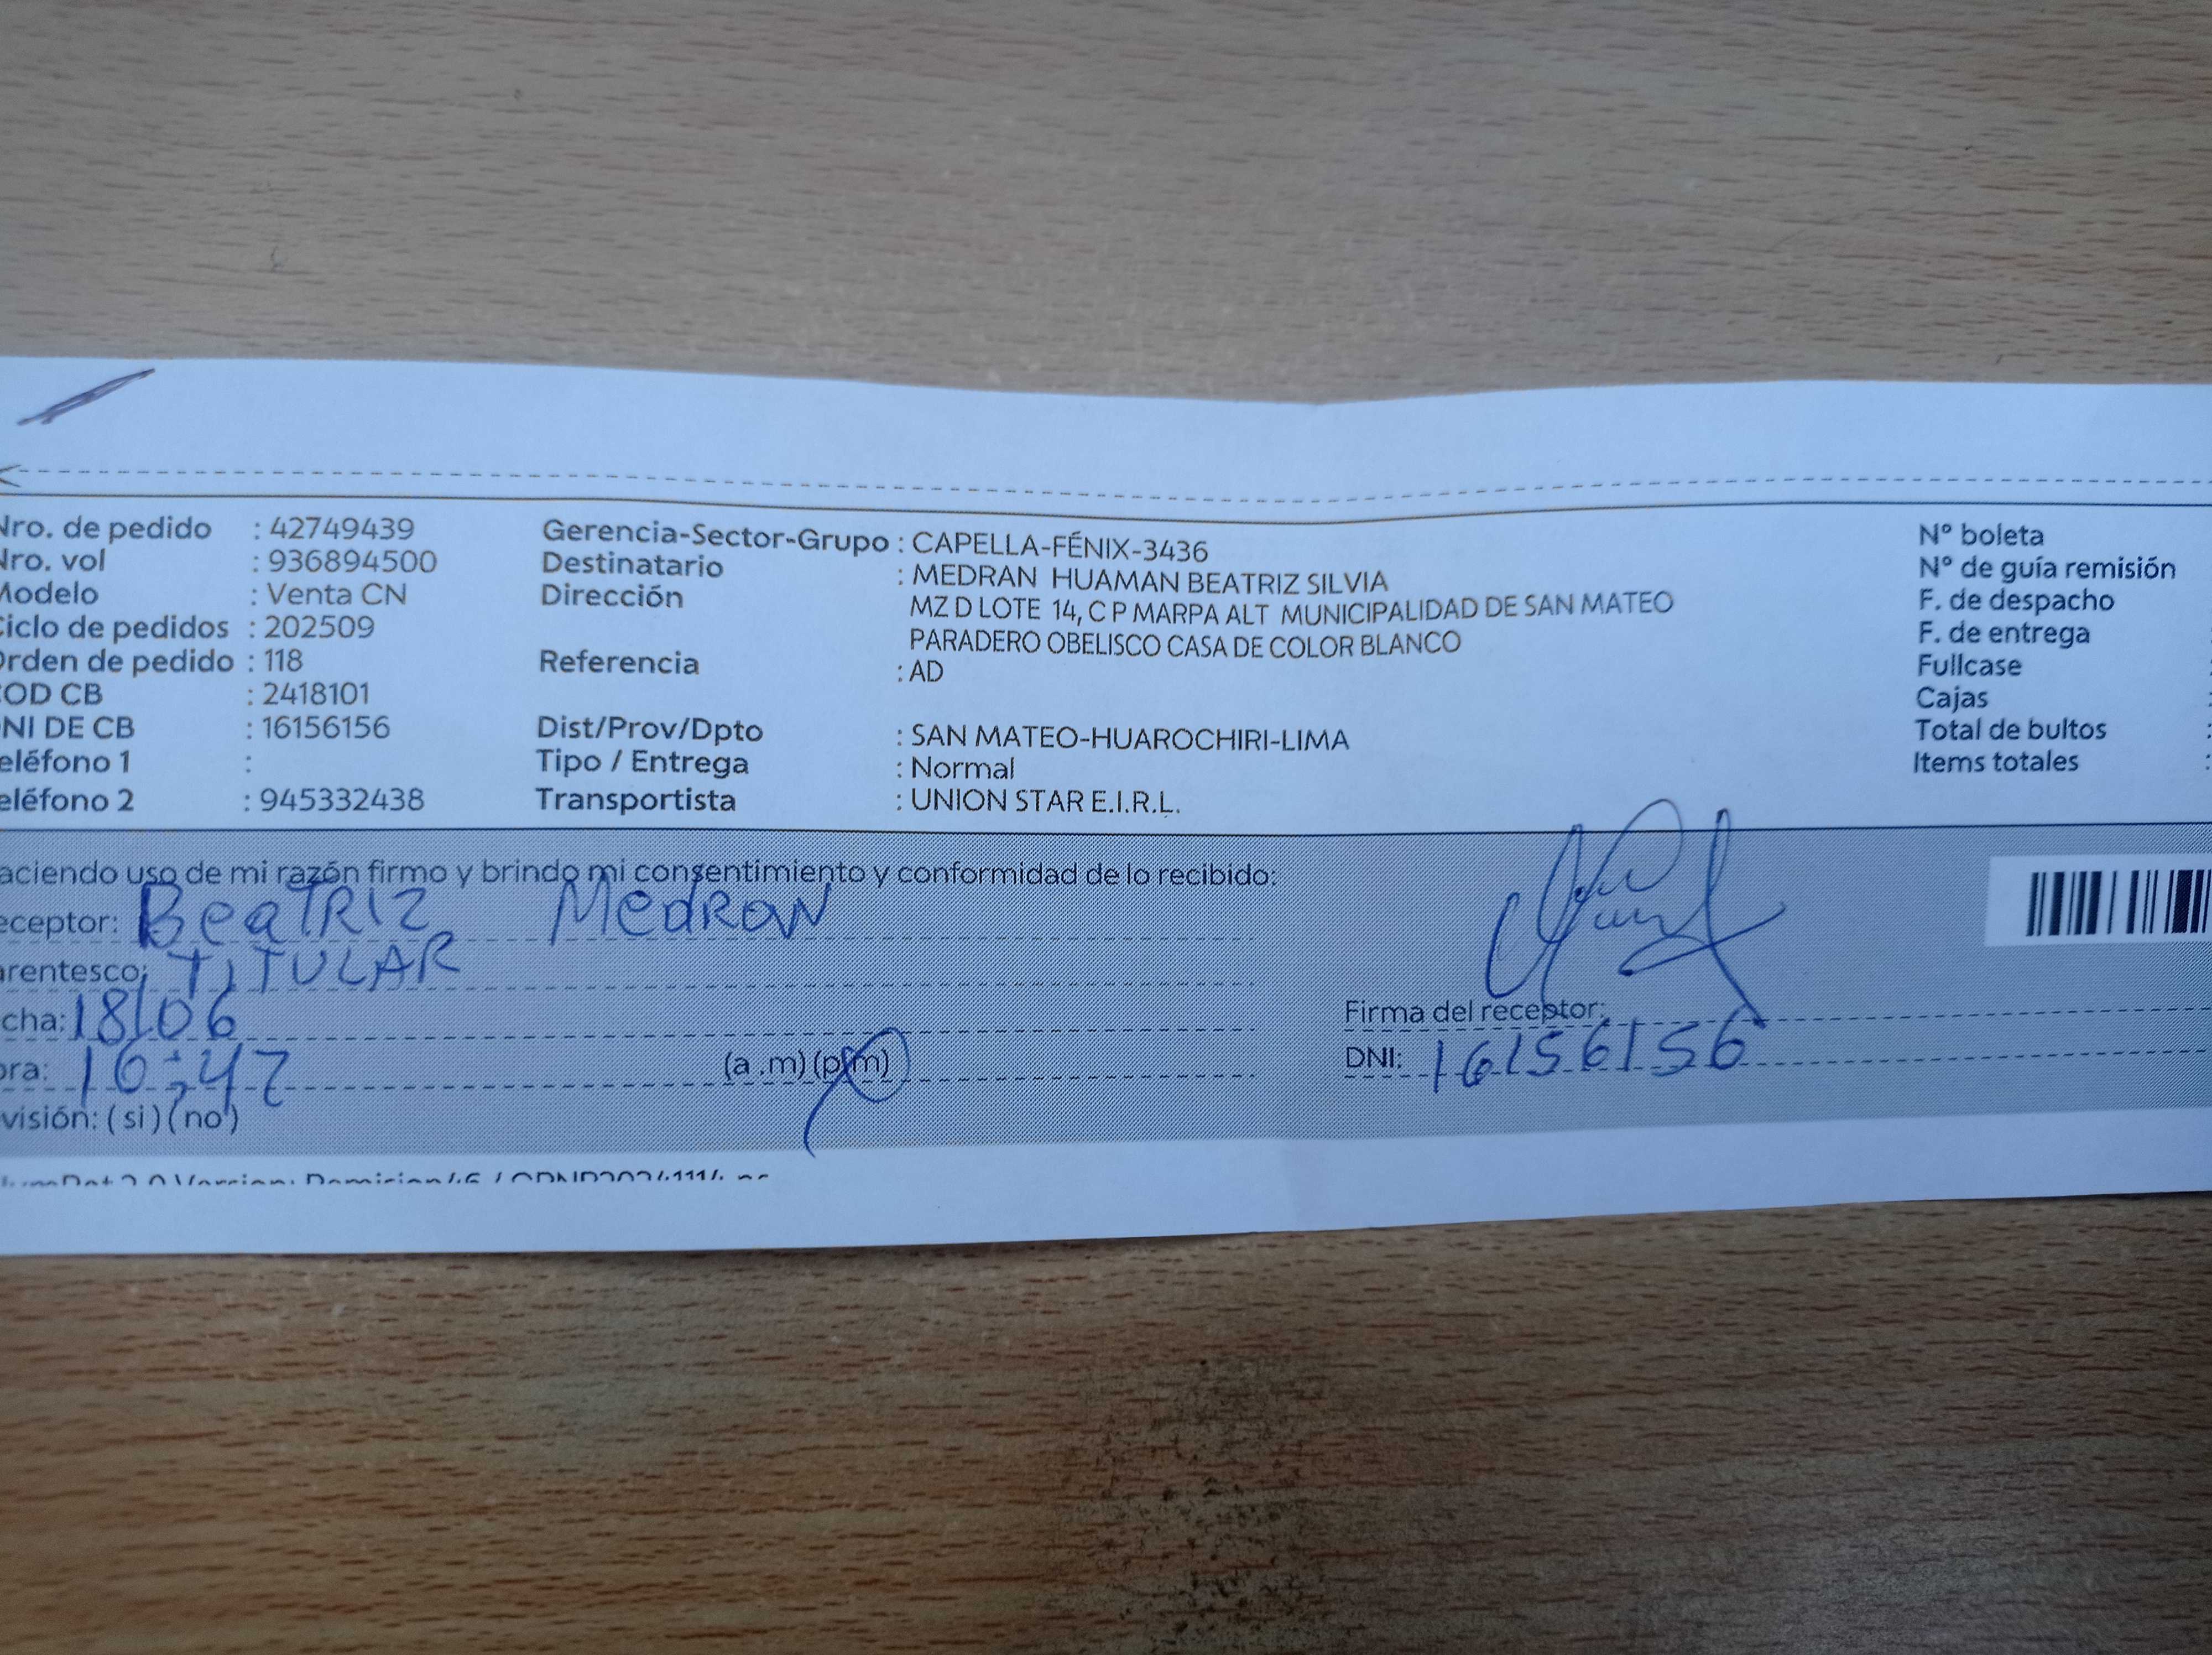 Nro. de pedido : 42749439
Nro. vol : 936894500
Modelo : Venta CN
Ciclo de pedidos : 202509
Orden de pedido : 118
COD CB : 2418101
DNI DE CB : 16156156
Teléfono 1 :
Teléfono 2 : 945332438
Gerencia-Sector-Grupo : CAPELLA-FÉNIX-3436
Destinatario : MEDRAN HUAMAN BEATRIZ SILVIA
Dirección MZ D LOTE 14, C P MARPA ALT MUNICIPALIDAD DE SAN MATEO
PARADERO OBELISCO CASA DE COLOR BLANCO
Referencia : AD
Dist/Prov/Dpto : SAN MATEO-HUAROCHIRI-LIMA
Tipo / Entrega : Normal
Transportista : UNION STAR E.I.R.L.
N° boleta
N° de guía remisión
F. de despacho
F. de entrega
Fullcase :
Cajas :
Total de bultos :
Items totales :
aciendo uso de mi razón firmo y brindo mi consentimiento y conformidad de lo recibido:
eceptor: BeaTRIZ MedRaN
arentesco: TITULAR
cha: 18/06
ora: 10:47 (a.m) (p.m)
visión: (si) (no)
Firma del receptor:
DNI: 16156156